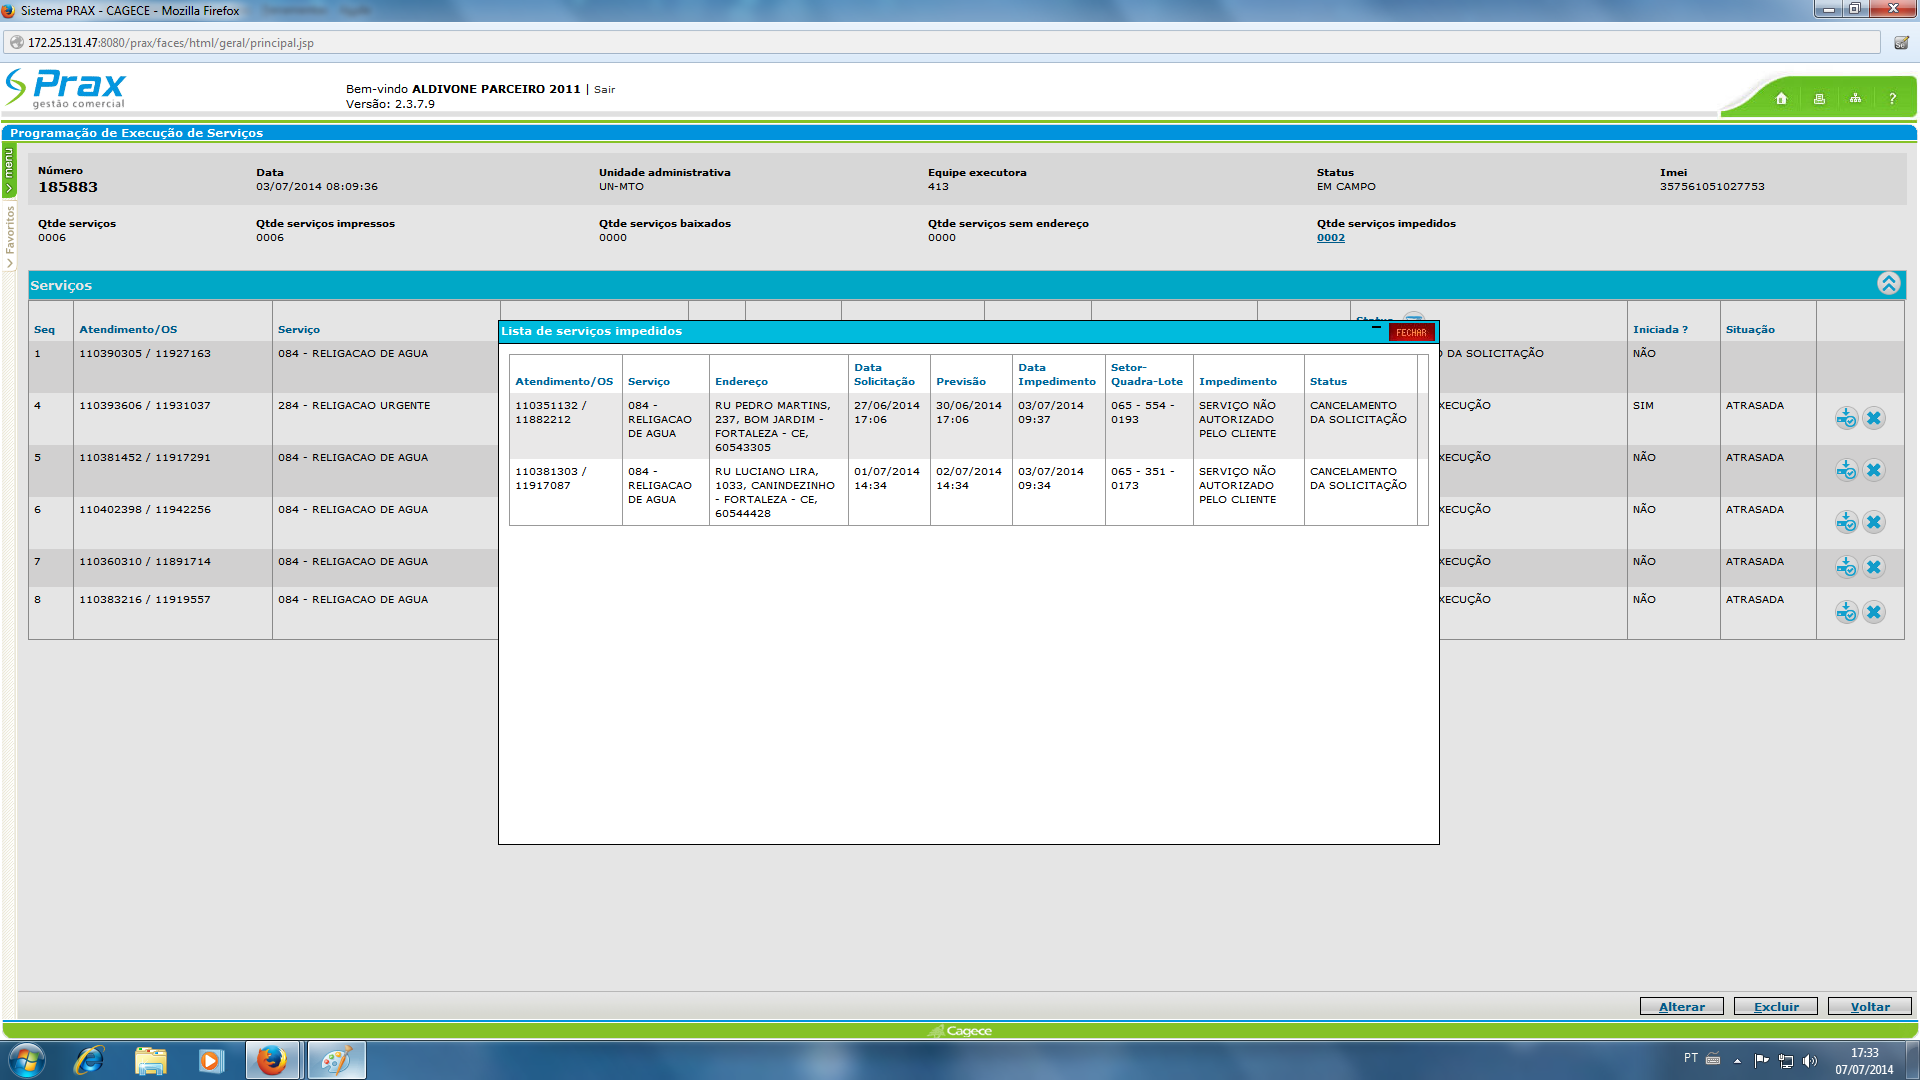 Sistema PRAX - CAGECE - Mozilla Firefox
172.25.131.47:8080/prax/faces/html/geral/principal.jsp
Prax
gestão comercial
Bem-vindo ALDIVONE PARCEIRO 2011 | Sair
Versão: 2.3.7.9
?
Programação de Execução de Serviços
menu
Favoritos
Número Data Unidade administrativa Equipe executora Status Imei
185883 03/07/2014 08:09:36 UN-MTO 413 EM CAMPO 357561051027753
Qtde serviços Qtde serviços impressos Qtde serviços baixados Qtde serviços sem endereço Qtde serviços impedidos
0006 0006 0000 0000 0002
Serviços
Seq Atendimento/OS Serviço Iniciada ? Situação
1 110390305 / 11927163 084 - RELIGACAO DE AGUA DA SOLICITAÇÃO NÃO
4 110393606 / 11931037 284 - RELIGACAO URGENTE XECUÇÃO SIM ATRASADA
5 110381452 / 11917291 084 - RELIGACAO DE AGUA XECUÇÃO NÃO ATRASADA
6 110402398 / 11942256 084 - RELIGACAO DE AGUA XECUÇÃO NÃO ATRASADA
7 110360310 / 11891714 084 - RELIGACAO DE AGUA XECUÇÃO NÃO ATRASADA
8 110383216 / 11919557 084 - RELIGACAO DE AGUA XECUÇÃO NÃO ATRASADA
Lista de serviços impedidos FECHAR
Data Data Setor-
Atendimento/OS Serviço Endereço Solicitação Previsão Impedimento Quadra-Lote Impedimento Status
110351132 / 084 - RU PEDRO MARTINS, 27/06/2014 30/06/2014 03/07/2014 065 - 554 - SERVIÇO NÃO CANCELAMENTO
11882212 RELIGACAO 237, BOM JARDIM - 17:06 17:06 09:37 0193 AUTORIZADO DA SOLICITAÇÃO
DE AGUA FORTALEZA - CE, PELO CLIENTE
60543305
110381303 / 084 - RU LUCIANO LIRA, 01/07/2014 02/07/2014 03/07/2014 065 - 351 - SERVIÇO NÃO CANCELAMENTO
11917087 RELIGACAO 1033, CANINDEZINHO 14:34 14:34 09:34 0173 AUTORIZADO DA SOLICITAÇÃO
DE AGUA - FORTALEZA - CE, PELO CLIENTE
60544428
Alterar Excluir Voltar
Cagece
PT
17:33
07/07/2014